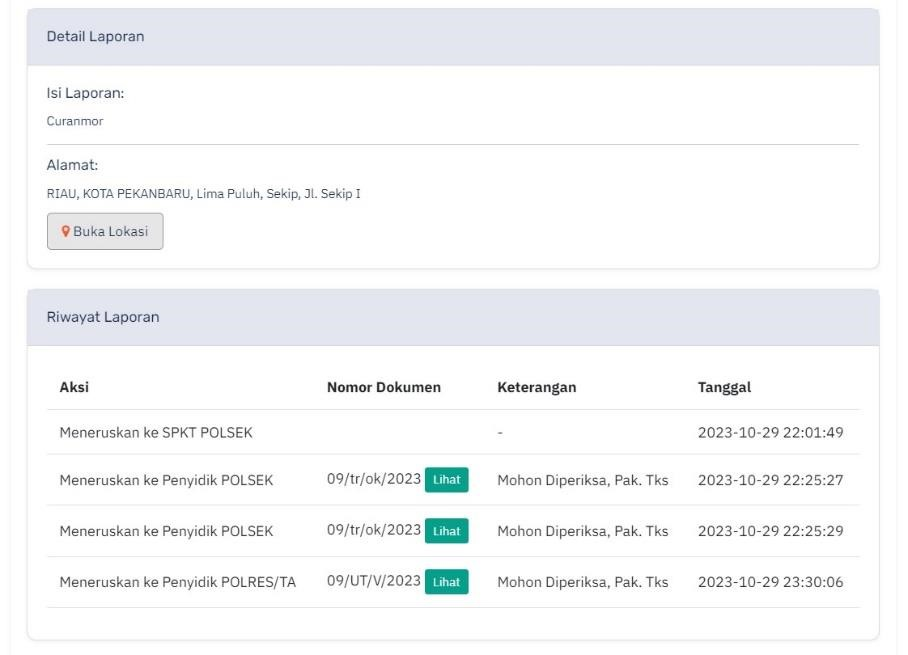 Detail Laporan
Isi Laporan:
Curanmor
Alamat:
RIAU, KOTA PEKANBARU, Lima Puluh, Sekip, Jl. Sekip I
Buka Lokasi
Riwayat Laporan
Aksi Nomor Dokumen Keterangan Tanggal
Meneruskan ke SPKT POLSEK - 2023-10-29 22:01:49
Meneruskan ke Penyidik POLSEK 09/tr/ok/2023 Lihat Mohon Diperiksa, Pak. Tks 2023-10-29 22:25:27
Meneruskan ke Penyidik POLSEK 09/tr/ok/2023 Lihat Mohon Diperiksa, Pak. Tks 2023-10-29 22:25:29
Meneruskan ke Penyidik POLRES/TA 09/UT/V/2023 Lihat Mohon Diperiksa, Pak. Tks 2023-10-29 23:30:06